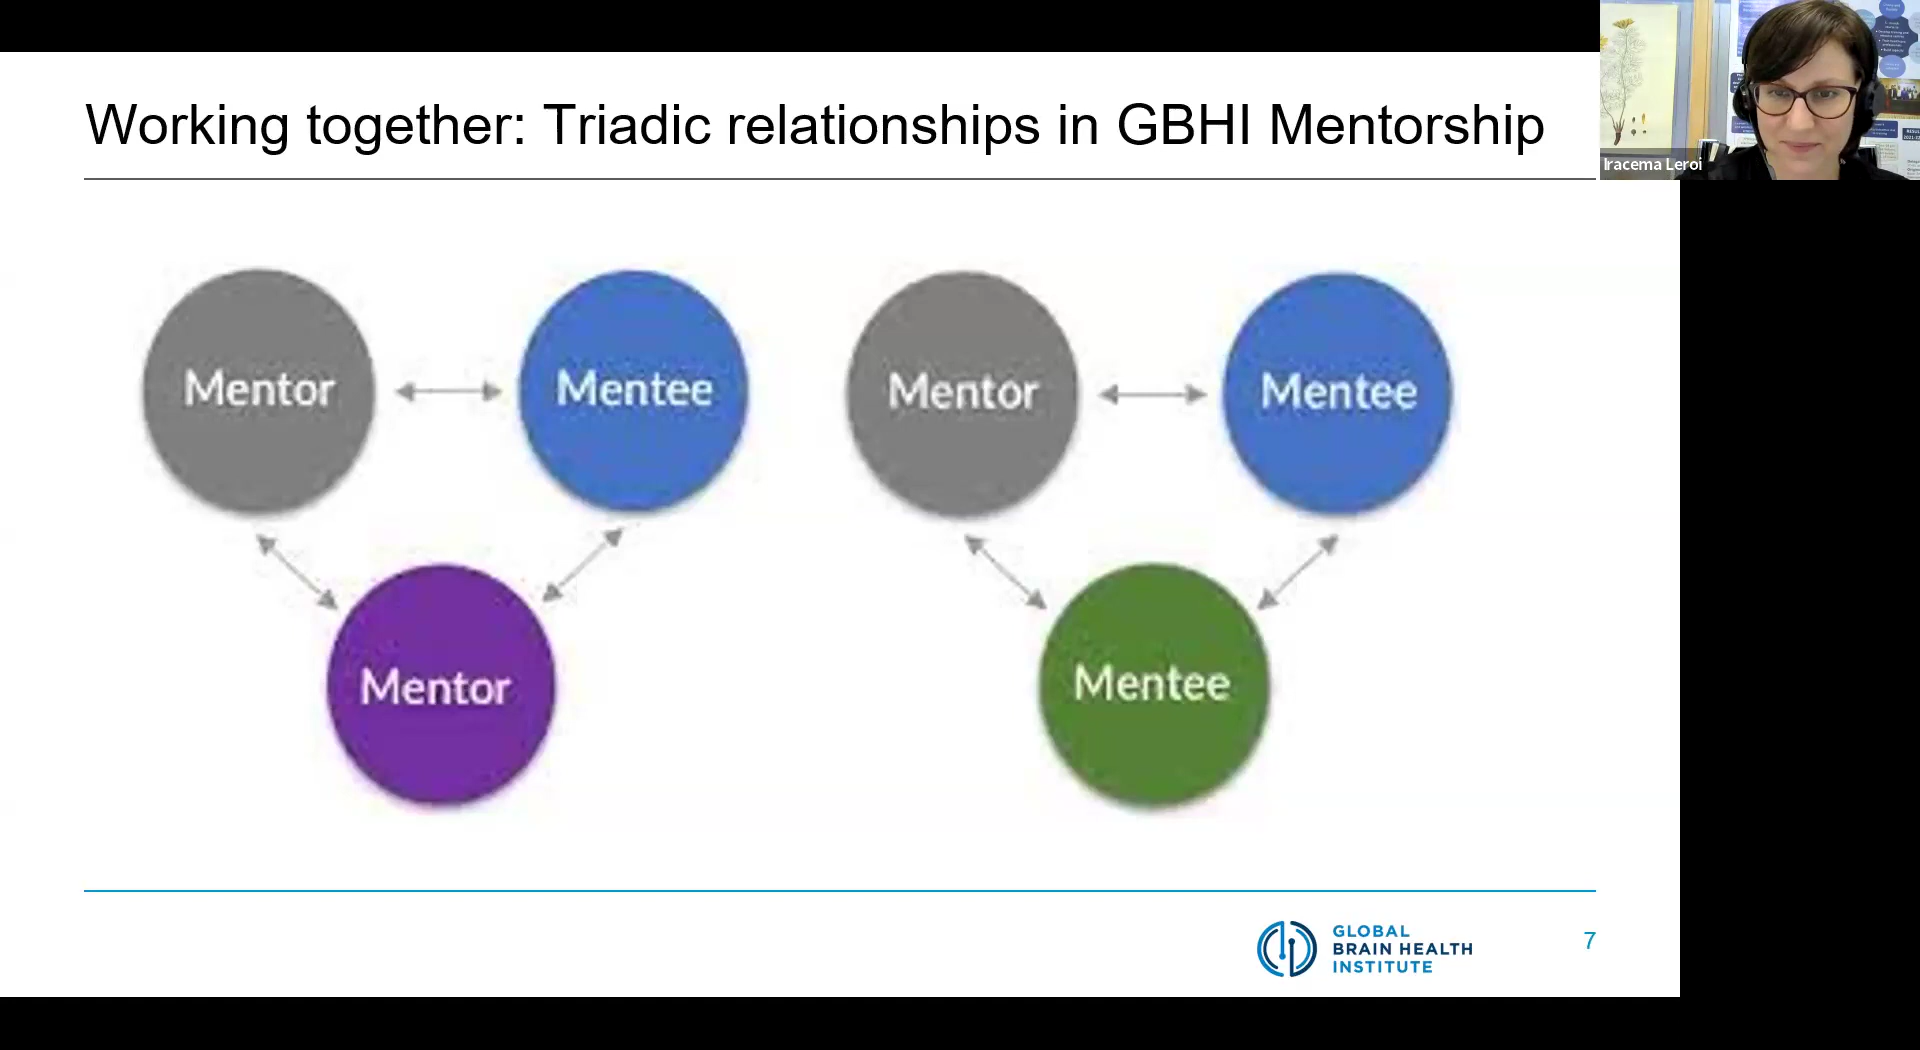 Working together: Triadic relationships in GBHI Mentorship
Iracema Leroi
Mentor
Mentee
Mentor
Mentor
Mentee
Mentee
GLOBAL
BRAIN HEALTH
INSTITUTE
7